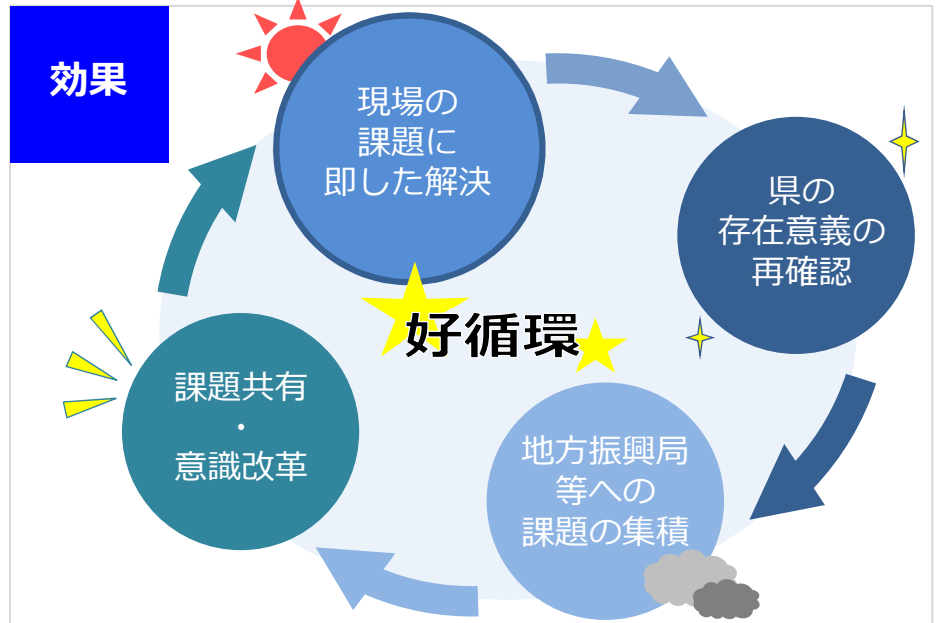 効果
現場の
課題に
即した解決
県の
存在意義の
再確認
好循環
地方振興局
等への
課題の集積
課題共有
・
意識改革